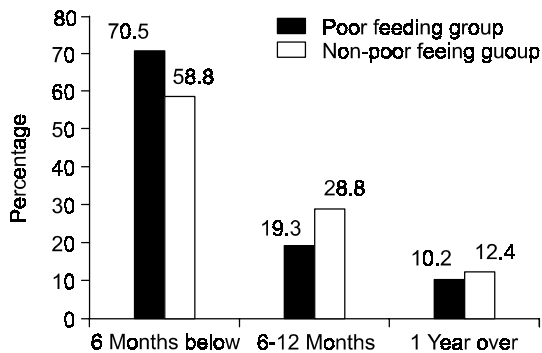 80
70
60
50
40
30
20
10
0
Percentage
70.5
58.8
19.3
28.8
10.2
12.4
Poor feeding group
Non-poor feeing guoup
6 Months below
6-12 Months
1 Year over